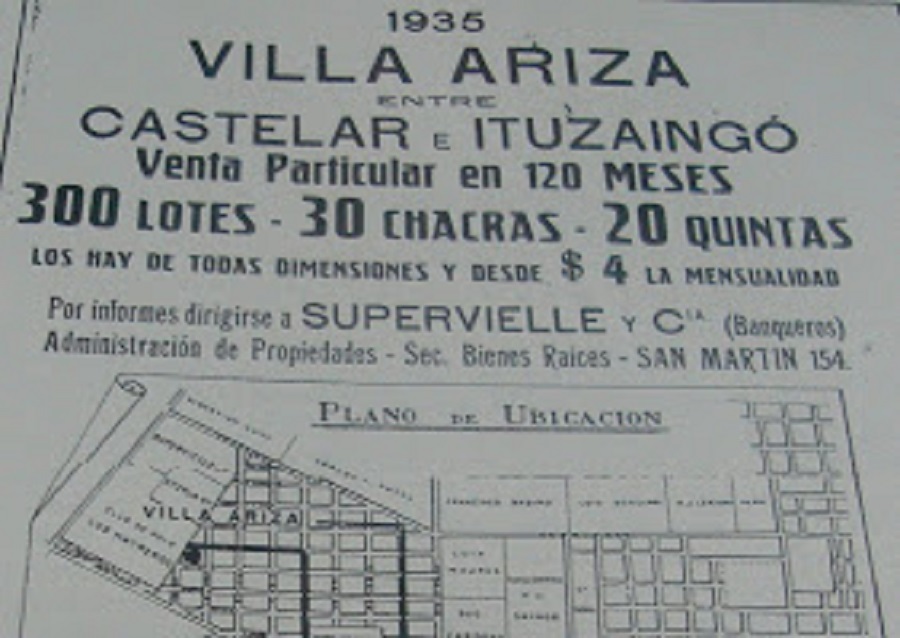 1935
VILLA ARIZA
ENTRE
CASTELAR E ITUZAINGÓ
Venta Particular en 120 MESES
300 LOTES - 30 CHACRAS - 20 QUINTAS
LOS HAY DE TODAS DIMENSIONES Y DESDE $ 4 LA MENSUALIDAD
Por informes dirigirse a SUPERVIELLE Y CIA (Banqueros)
Administración de Propiedades - Sec. Bienes Raices - SAN MARTIN 154.
PLANO DE UBICACION
VILLA ARIZA